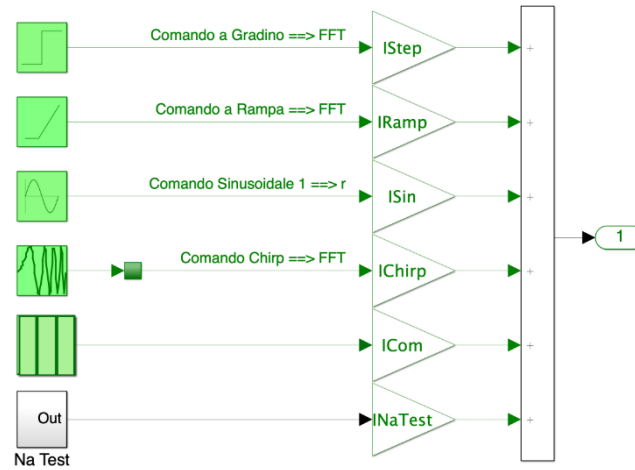 Comando a Gradino ==> FFT
IStep
+
Comando a Rampa ==> FFT
IRamp
+
Comando Sinusoidale 1 ==> r
ISin
+
1
Comando Chirp ==> FFT
IChirp
+
ICom
+
Out
INaTest
+
Na Test